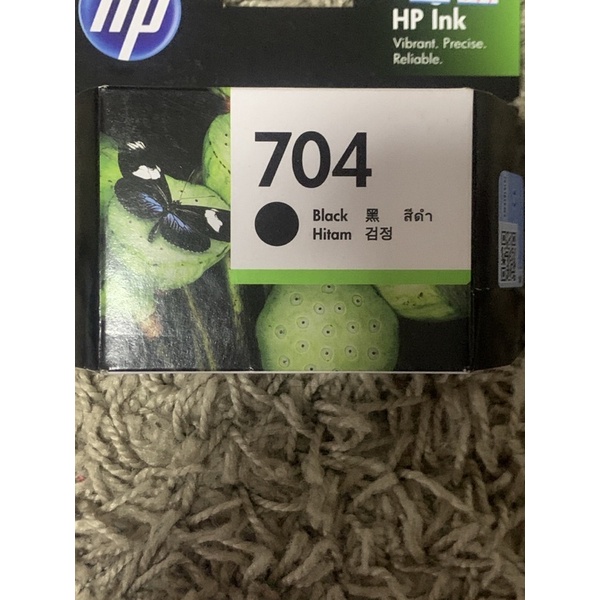 hp
HP Ink
Vibrant. Precise.
Reliable.
704
Black 黑 สีดำ
Hitam 검정